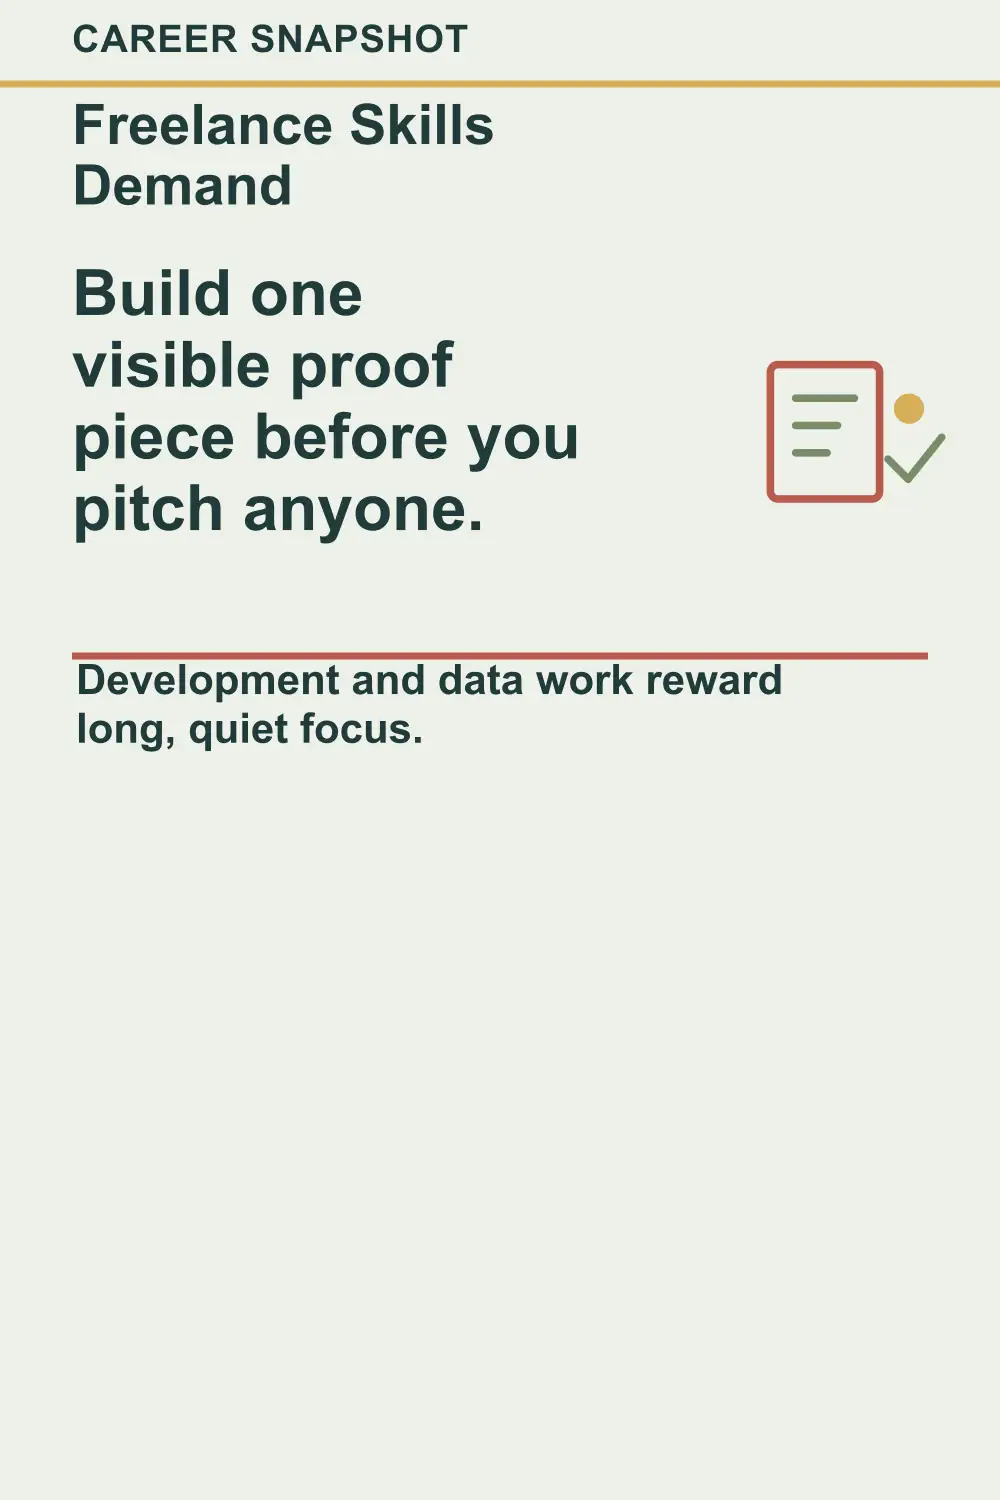 CAREER SNAPSHOT
Freelance Skills
Demand
Build one
visible proof
piece before you
pitch anyone.
Development and data work reward
long, quiet focus.